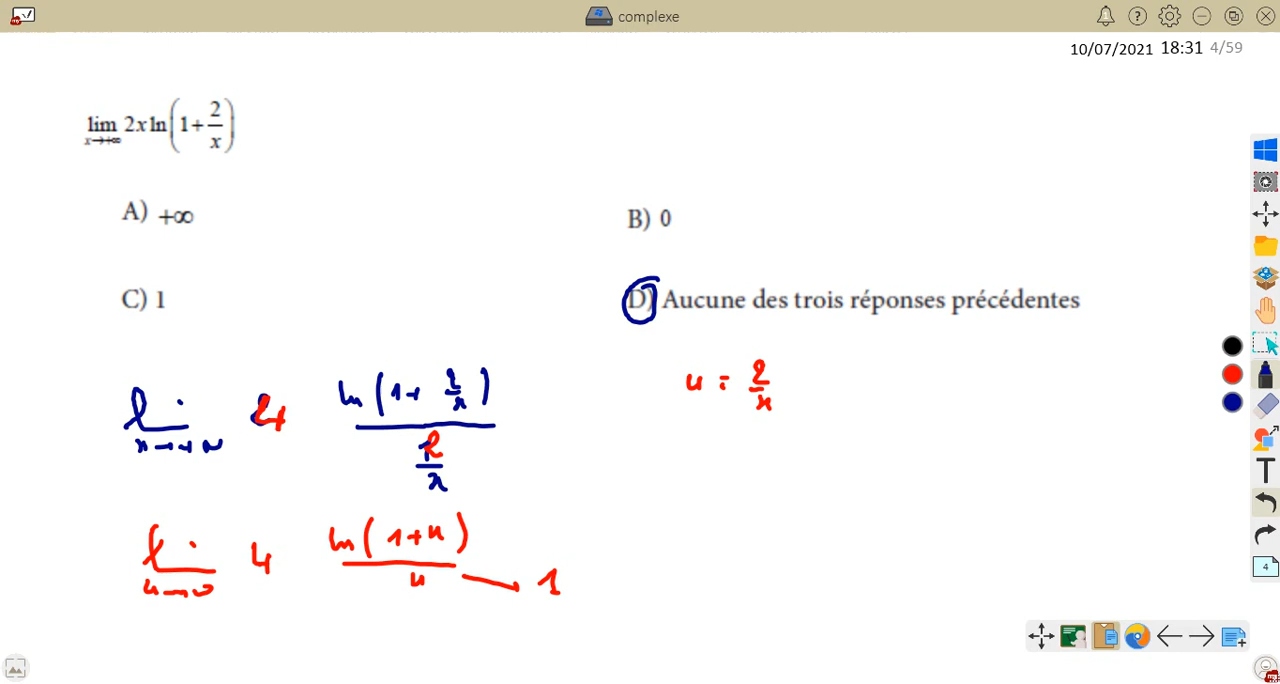 complexe
10/07/2021 18:31 4/59
lim x→+∞ 2x ln(1+2/x)
A) +∞
B) 0
C) 1
D) Aucune des trois réponses précédentes
u = 2/x
lim x→+∞ 4 ln(1+2/x) / (2/x)
lim u→0 4 ln(1+u) / u → 1
4